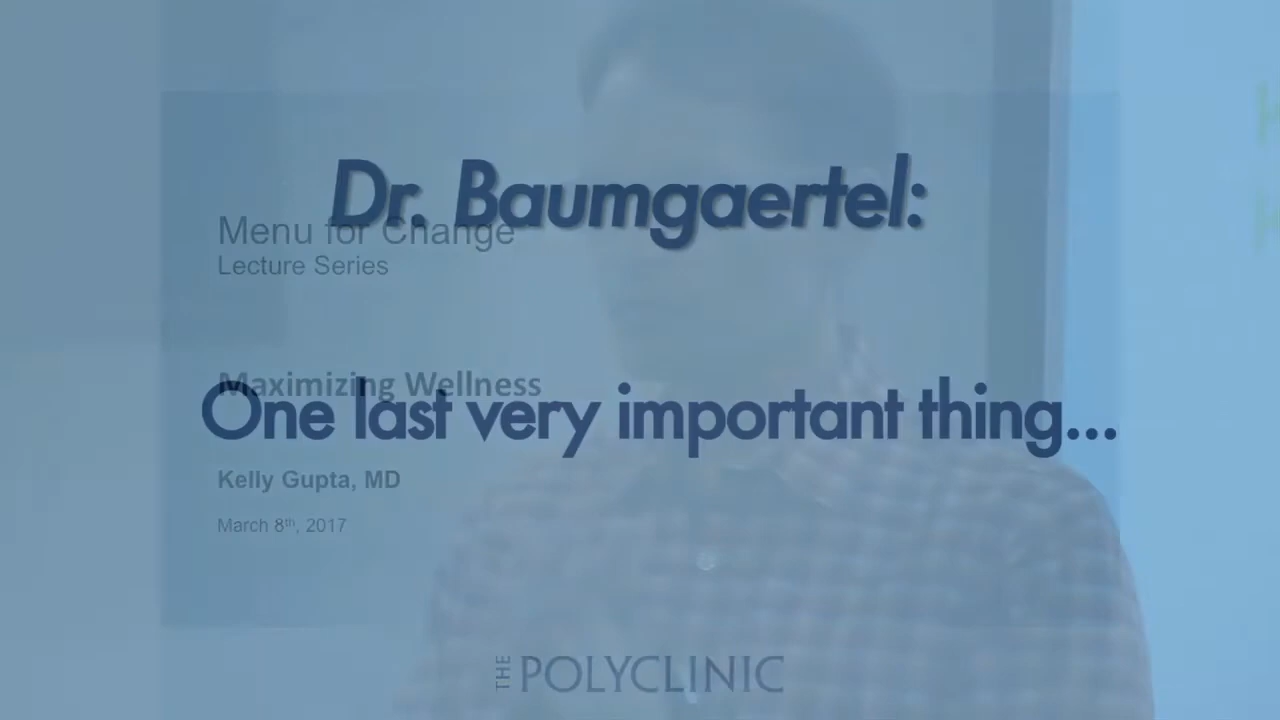 Dr. Baumgaertel:
Menu for Change
Lecture Series
Maximizing Wellness
One last very important thing...
Kelly Gupta, MD
March 8th, 2017
THE POLYCLINIC